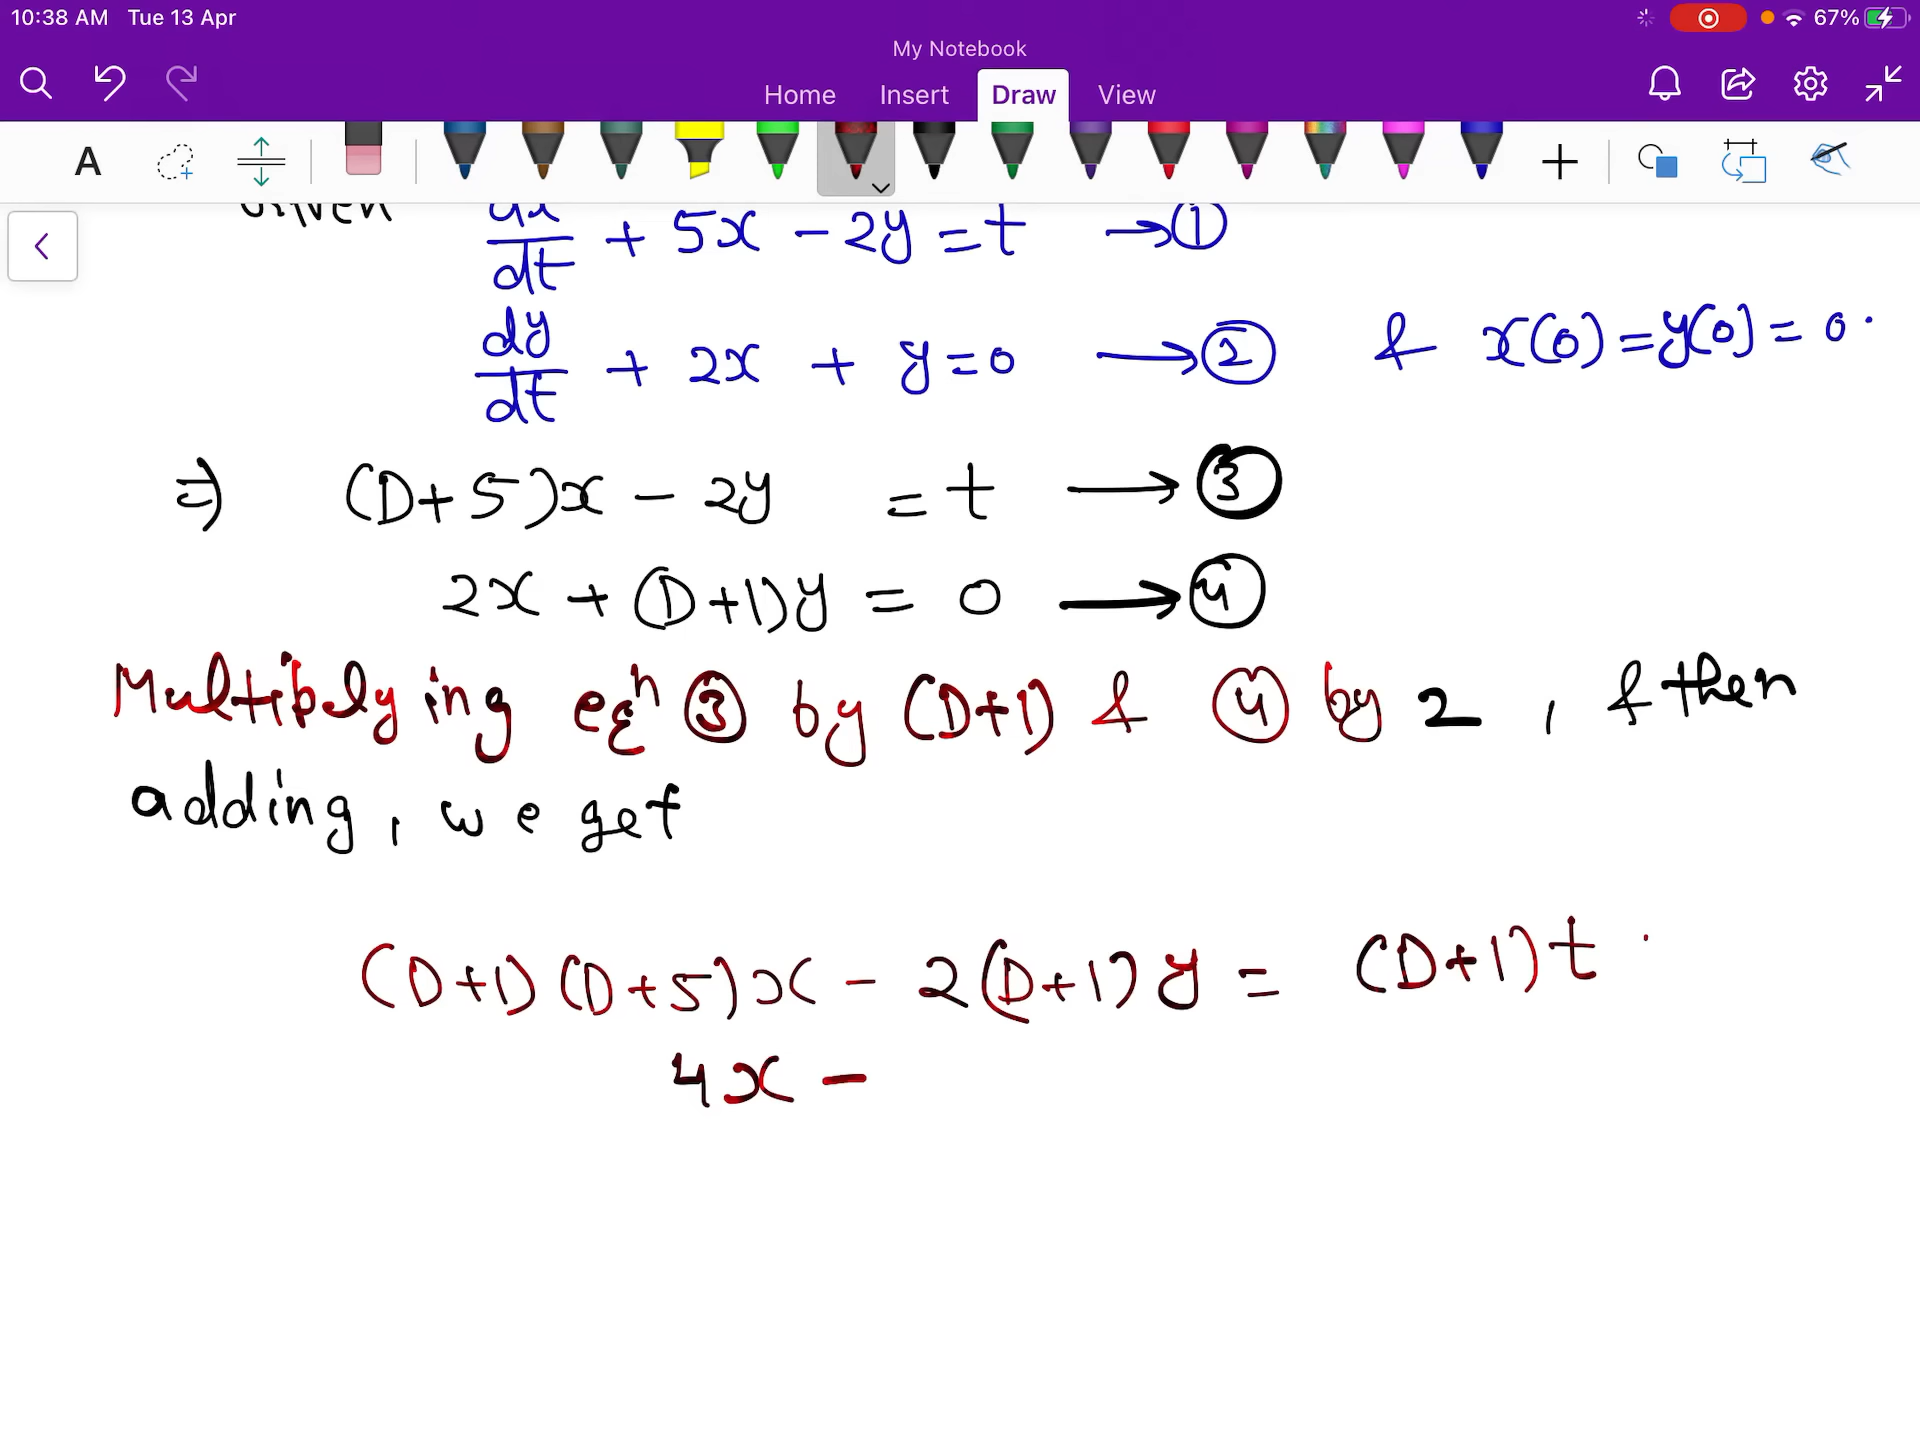 10:38 AM Tue 13 Apr
67%
My Notebook
Home Insert Draw View
A
Given dx/dt + 5x - 2y = t → ①
dy/dt + 2x + y = 0 → ② & x(0) = y(0) = 0.
⇒ (D+5)x - 2y = t → ③
2x + (D+1)y = 0 → ④
Multiplying eqⁿ ③ by (D+1) & ④ by 2, & then
adding, we get
(D+1)(D+5)x - 2(D+1)y = (D+1)t
4x -